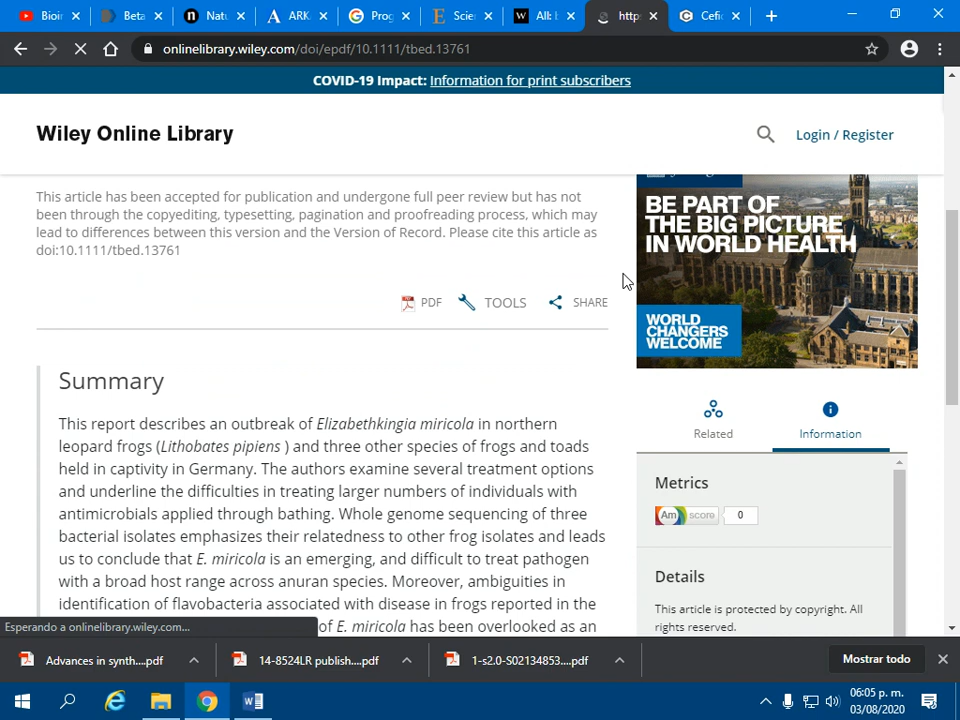 Bioir
Beta
Natu
ARK
Prog
Scie
All: b
http
Cefic
onlinelibrary.wiley.com/doi/epdf/10.1111/tbed.13761
COVID-19 Impact: Information for print subscribers
Wiley Online Library
Login / Register
This article has been accepted for publication and undergone full peer review but has not
been through the copyediting, typesetting, pagination and proofreading process, which may
lead to differences between this version and the Version of Record. Please cite this article as
doi:10.1111/tbed.13761
PDF
TOOLS
SHARE
BE PART OF
THE BIG PICTURE
IN WORLD HEALTH
WORLD
CHANGERS
WELCOME
Summary
This report describes an outbreak of Elizabethkingia miricola in northern
leopard frogs (Lithobates pipiens ) and three other species of frogs and toads
held in captivity in Germany. The authors examine several treatment options
and underline the difficulties in treating larger numbers of individuals with
antimicrobials applied through bathing. Whole genome sequencing of three
bacterial isolates emphasizes their relatedness to other frog isolates and leads
us to conclude that E. miricola is an emerging, and difficult to treat pathogen
with a broad host range across anuran species. Moreover, ambiguities in
identification of flavobacteria associated with disease in frogs reported in the
of E. miricola has been overlooked as an
Related
Information
Metrics
Am score 0
Details
This article is protected by copyright. All
rights reserved.
Esperando a onlinelibrary.wiley.com...
Advances in synth....pdf
14-8524LR publish....pdf
1-s2.0-S02134853....pdf
Mostrar todo
06:05 p. m.
03/08/2020